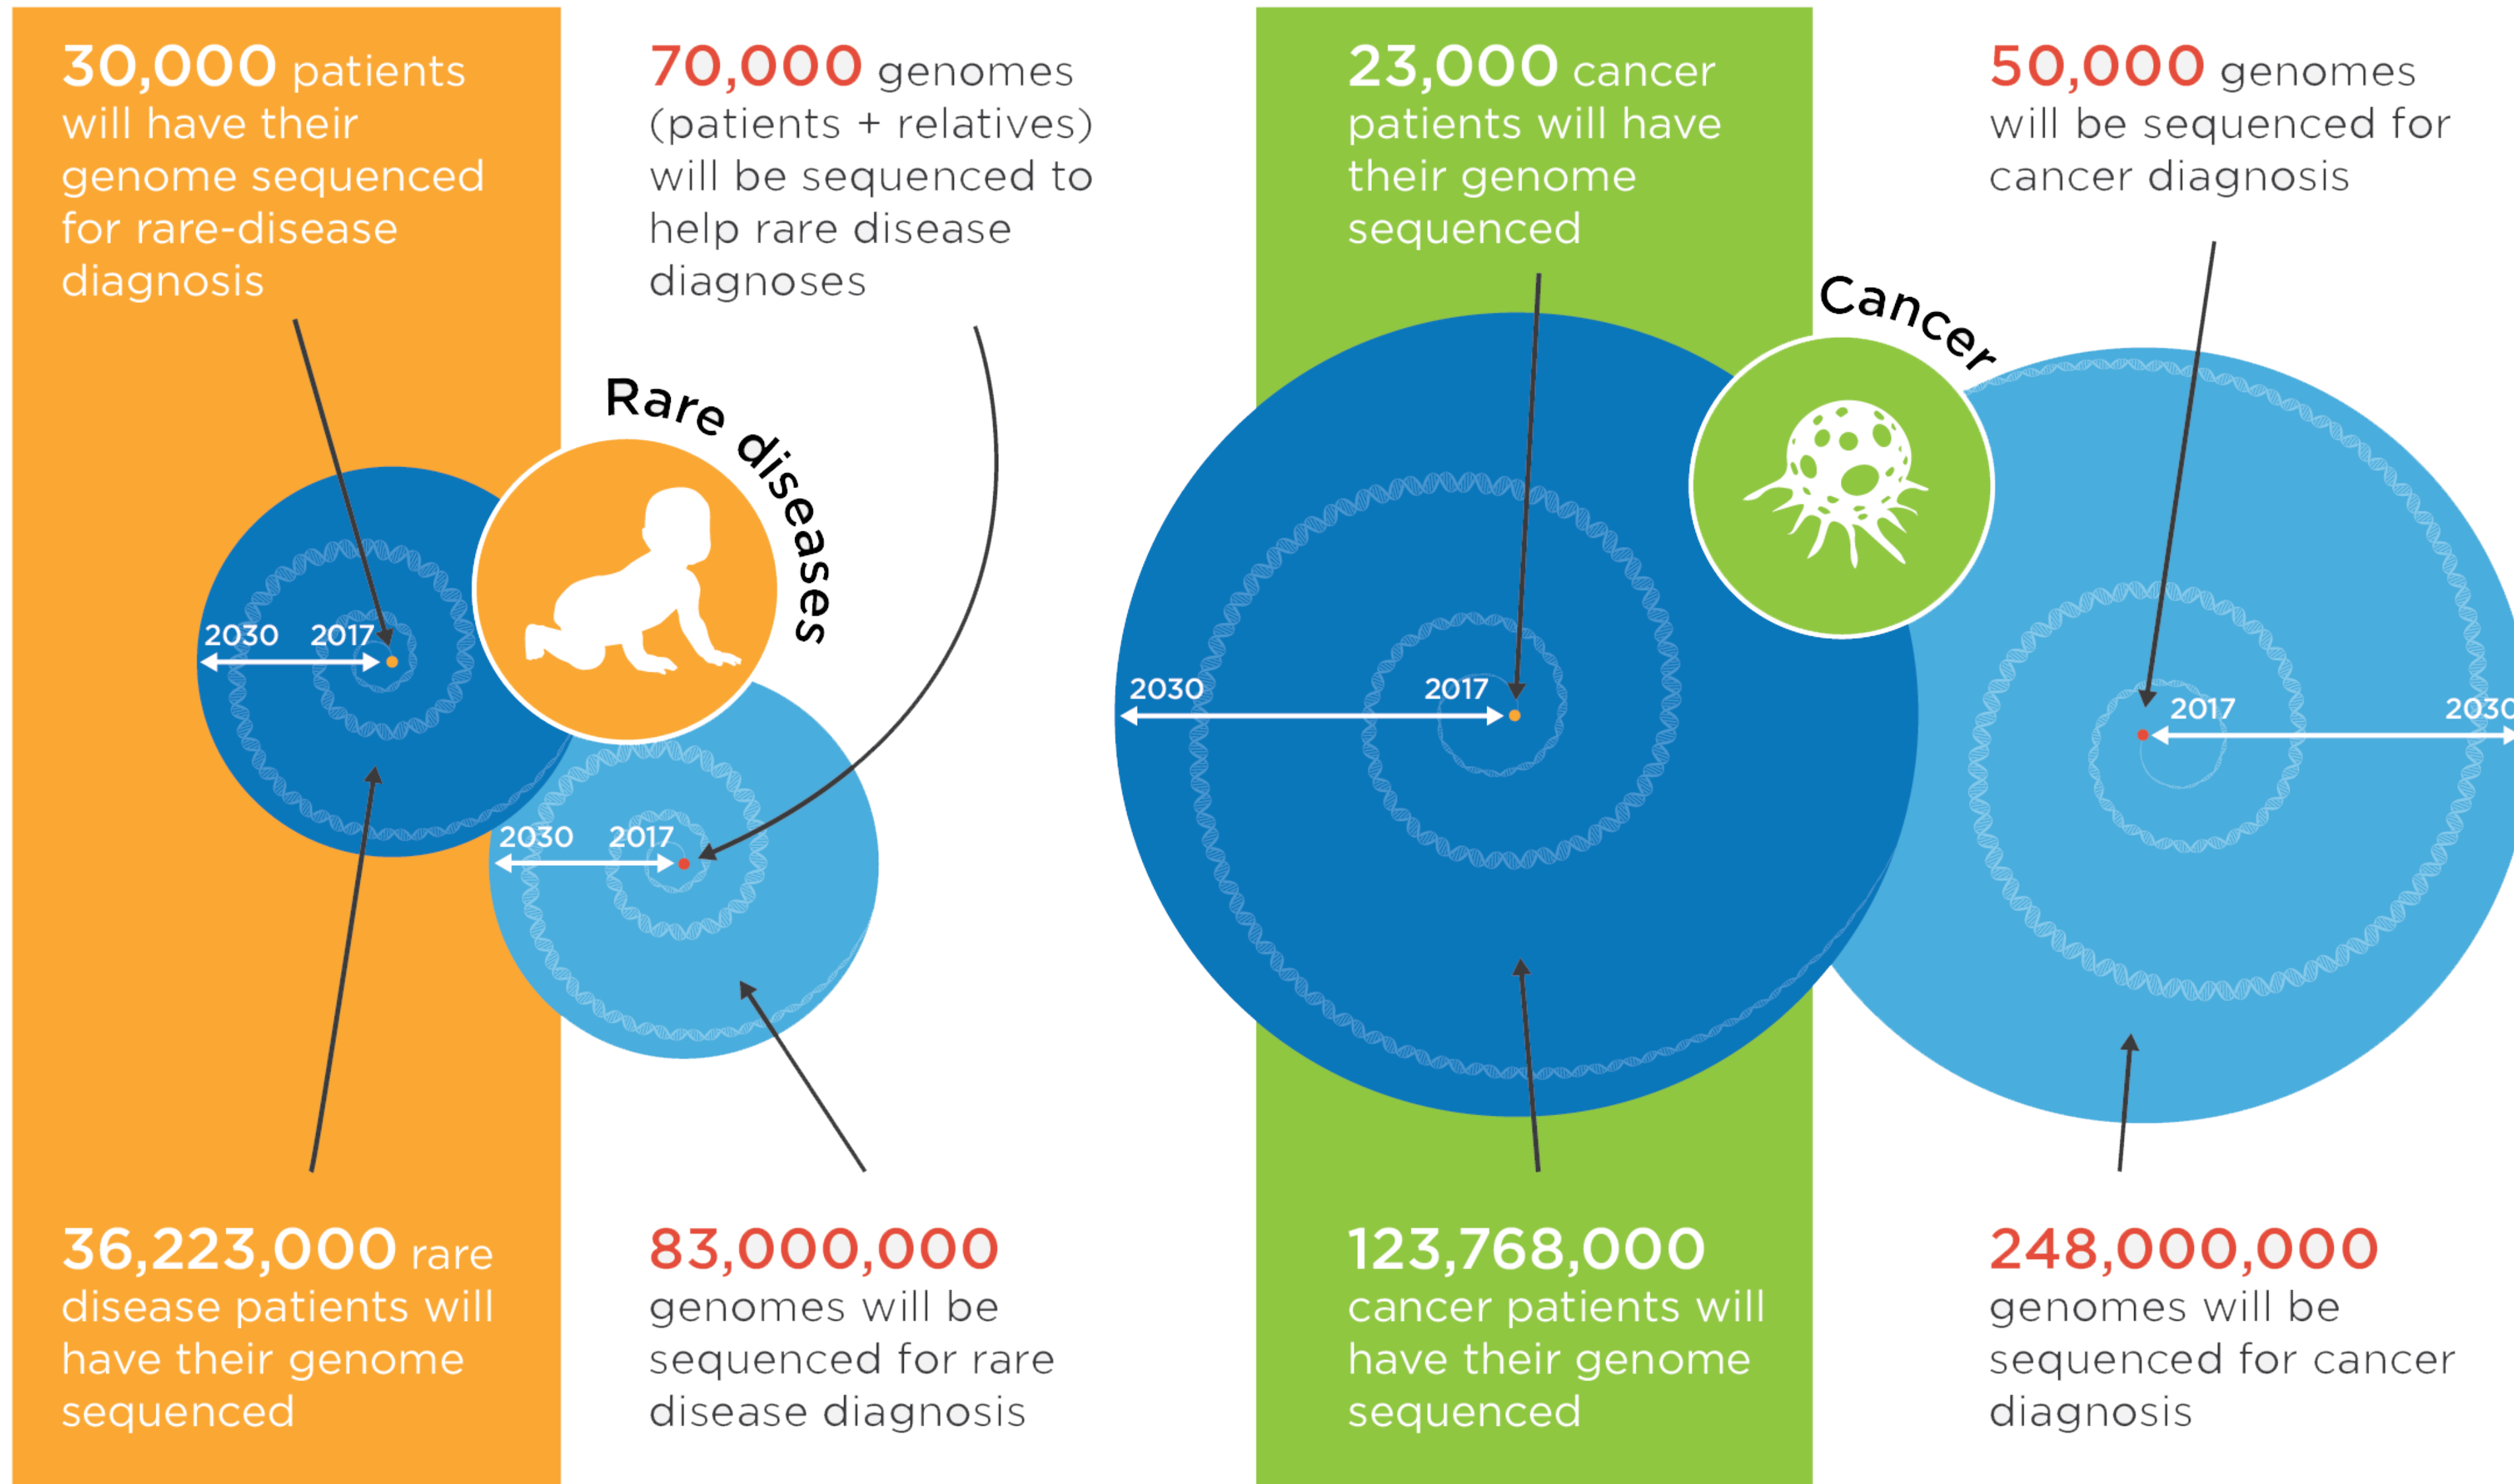 30,000 patients
will have their
genome sequenced
for rare-disease
diagnosis
70,000 genomes
(patients + relatives)
will be sequenced to
help rare disease
diagnoses
23,000 cancer
patients will have
their genome
sequenced
50,000 genomes
will be sequenced for
cancer diagnosis
Rare diseases
Cancer
2030 2017
2030 2017
2030 2017
2017 2030
36,223,000 rare
disease patients will
have their genome
sequenced
83,000,000
genomes will be
sequenced for rare
disease diagnosis
123,768,000
cancer patients will
have their genome
sequenced
248,000,000
genomes will be
sequenced for cancer
diagnosis